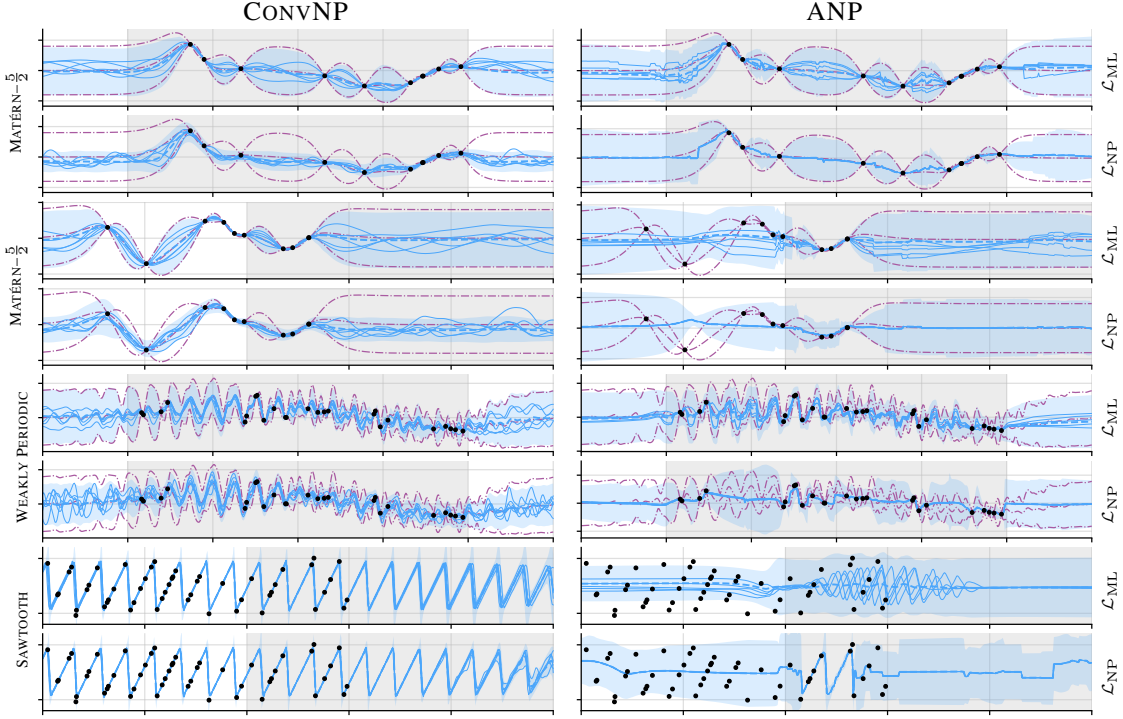 CONVNP
ANP
MATÉRN–5/2
ℒML
ℒNP
MATÉRN–5/2
ℒML
ℒNP
WEAKLY PERIODIC
ℒML
ℒNP
SAWTOOTH
ℒML
ℒNP